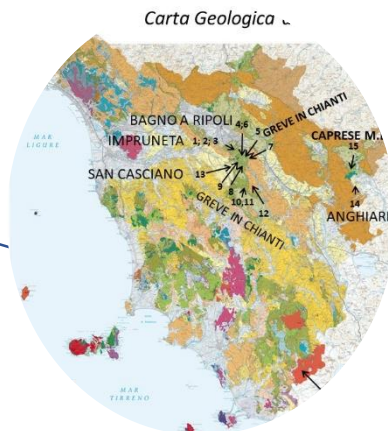 Carta Geologica
MAR
LIGURE
BAGNO A RIPOLI
4;6
5
GREVE IN CHIANTI
IMPRUNETA
1, 2, 3
7
CAPRESE M.
15
SAN CASCIANO
13
9
8
10,11
12
GREVE IN CHIANTI
14
ANGHIARI
MAR
TIRRENO